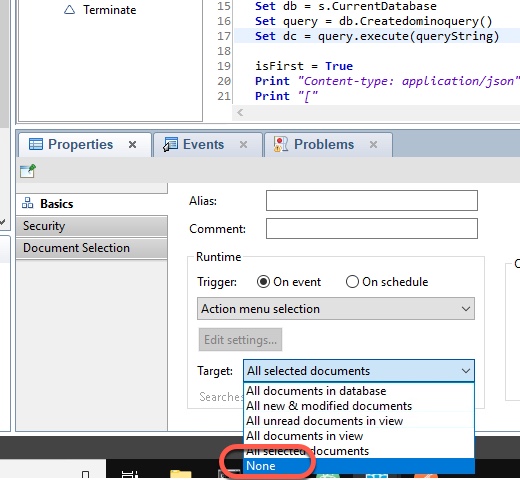 Terminate
15 Set db = s.CurrentDatabase
16 Set query = db.Createdominoquery()
17 Set dc = query.execute(queryString)
18
19 isFirst = True
20 Print "Content-type: application/json"
21 Print "["
Properties Events Problems
Basics
Security
Document Selection
Alias:
Comment:
Runtime
Trigger: On event On schedule
Action menu selection
Edit settings...
Target: All selected documents
Searches
All documents in database
All new & modified documents
All unread documents in view
All documents in view
All selected documents
None